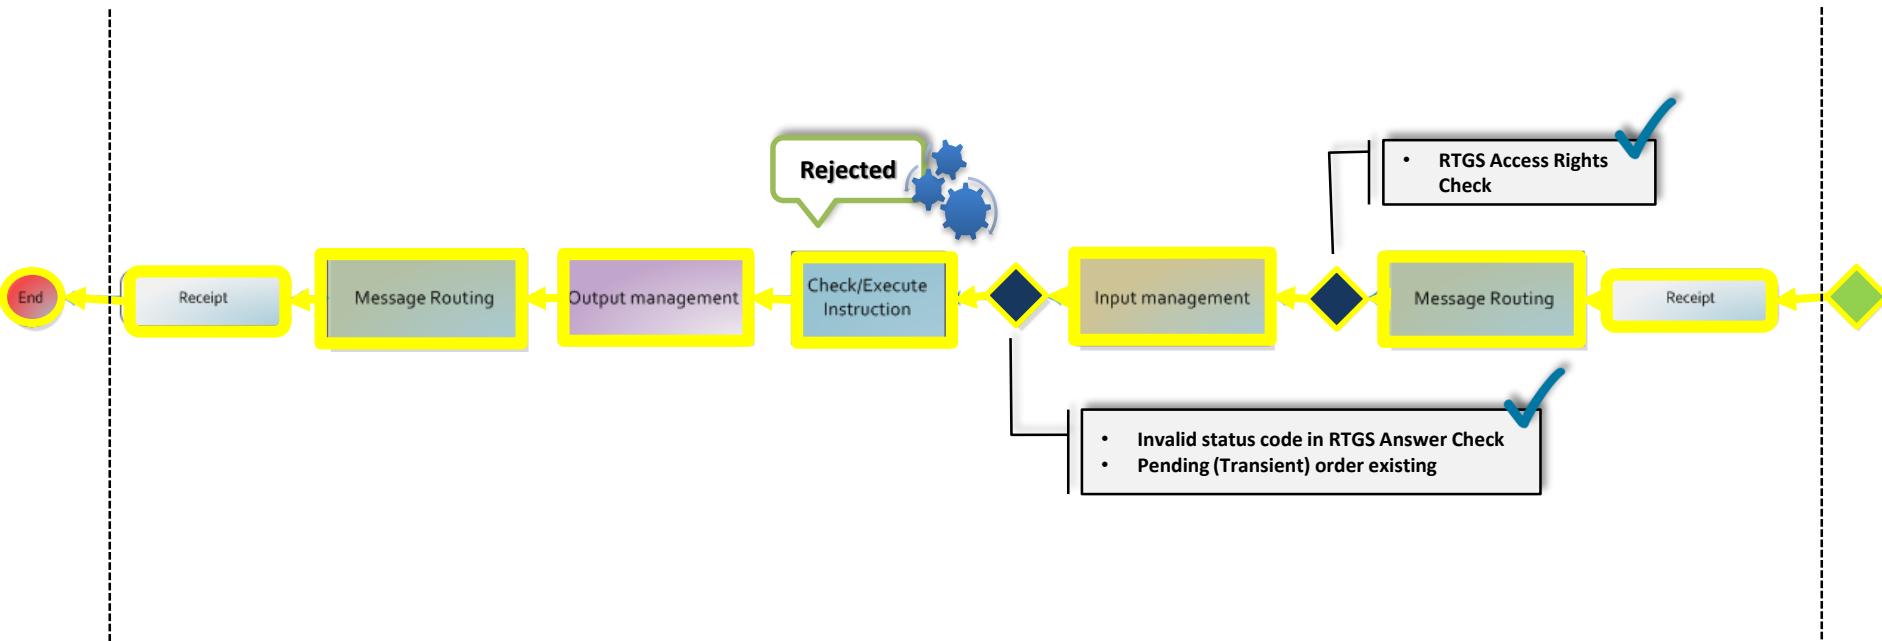 Rejected
• RTGS Access Rights
Check
End
Receipt
Message Routing
Output management
Check/Execute
Instruction
Input management
Message Routing
Receipt
• Invalid status code in RTGS Answer Check
• Pending (Transient) order existing